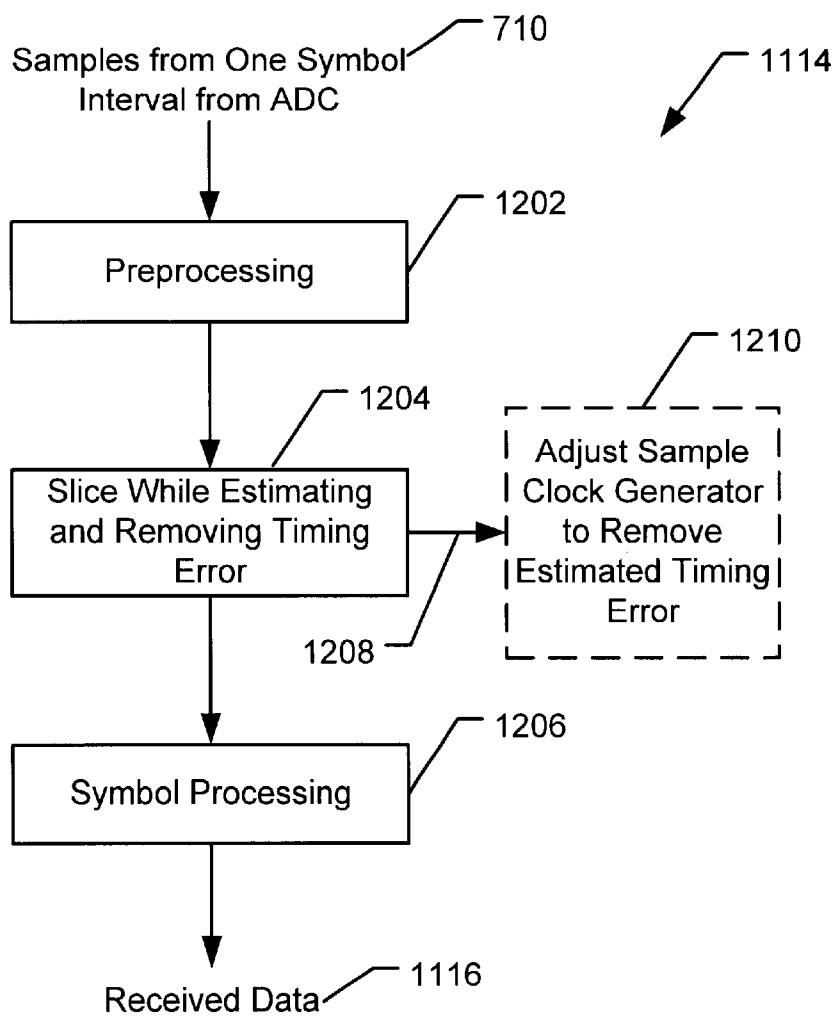 710
Samples from One Symbol
Interval from ADC
1114
1202
Preprocessing
1210
1204
Slice While Estimating
and Removing Timing
Error
Adjust Sample
Clock Generator
to Remove
Estimated Timing
Error
1208
1206
Symbol Processing
Received Data
1116